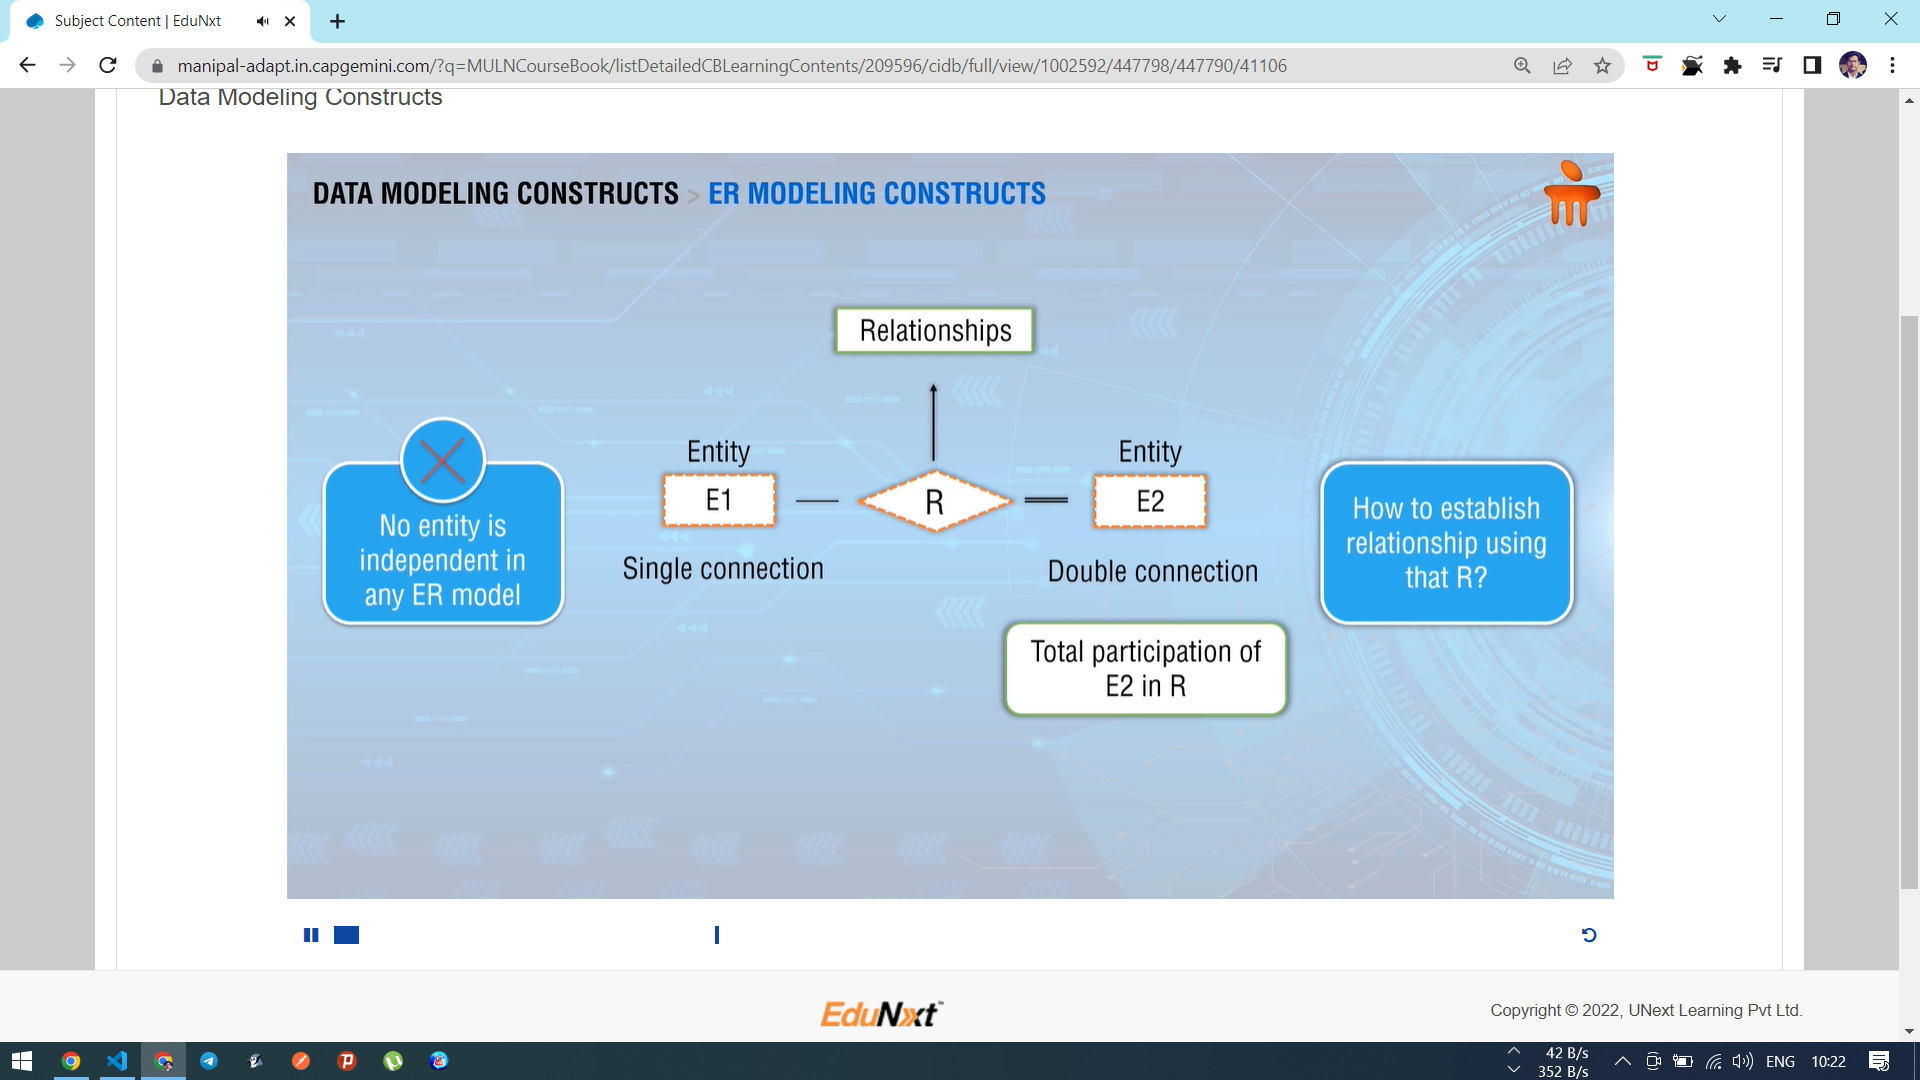 Subject Content | EduNxt
manipal-adapt.in.capgemini.com/?q=MULNCourseBook/listDetailedCBLearningContents/209596/cidb/full/view/1002592/447798/447790/41106
Data Modeling Constructs
DATA MODELING CONSTRUCTS > ER MODELING CONSTRUCTS
Relationships
Entity
Entity
E1
R
E2
Single connection
Double connection
No entity is
independent in
any ER model
How to establish
relationship using
that R?
Total participation of
E2 in R
EduNxt™
Copyright © 2022, UNext Learning Pvt Ltd.
42 B/s
352 B/s
ENG
10:22